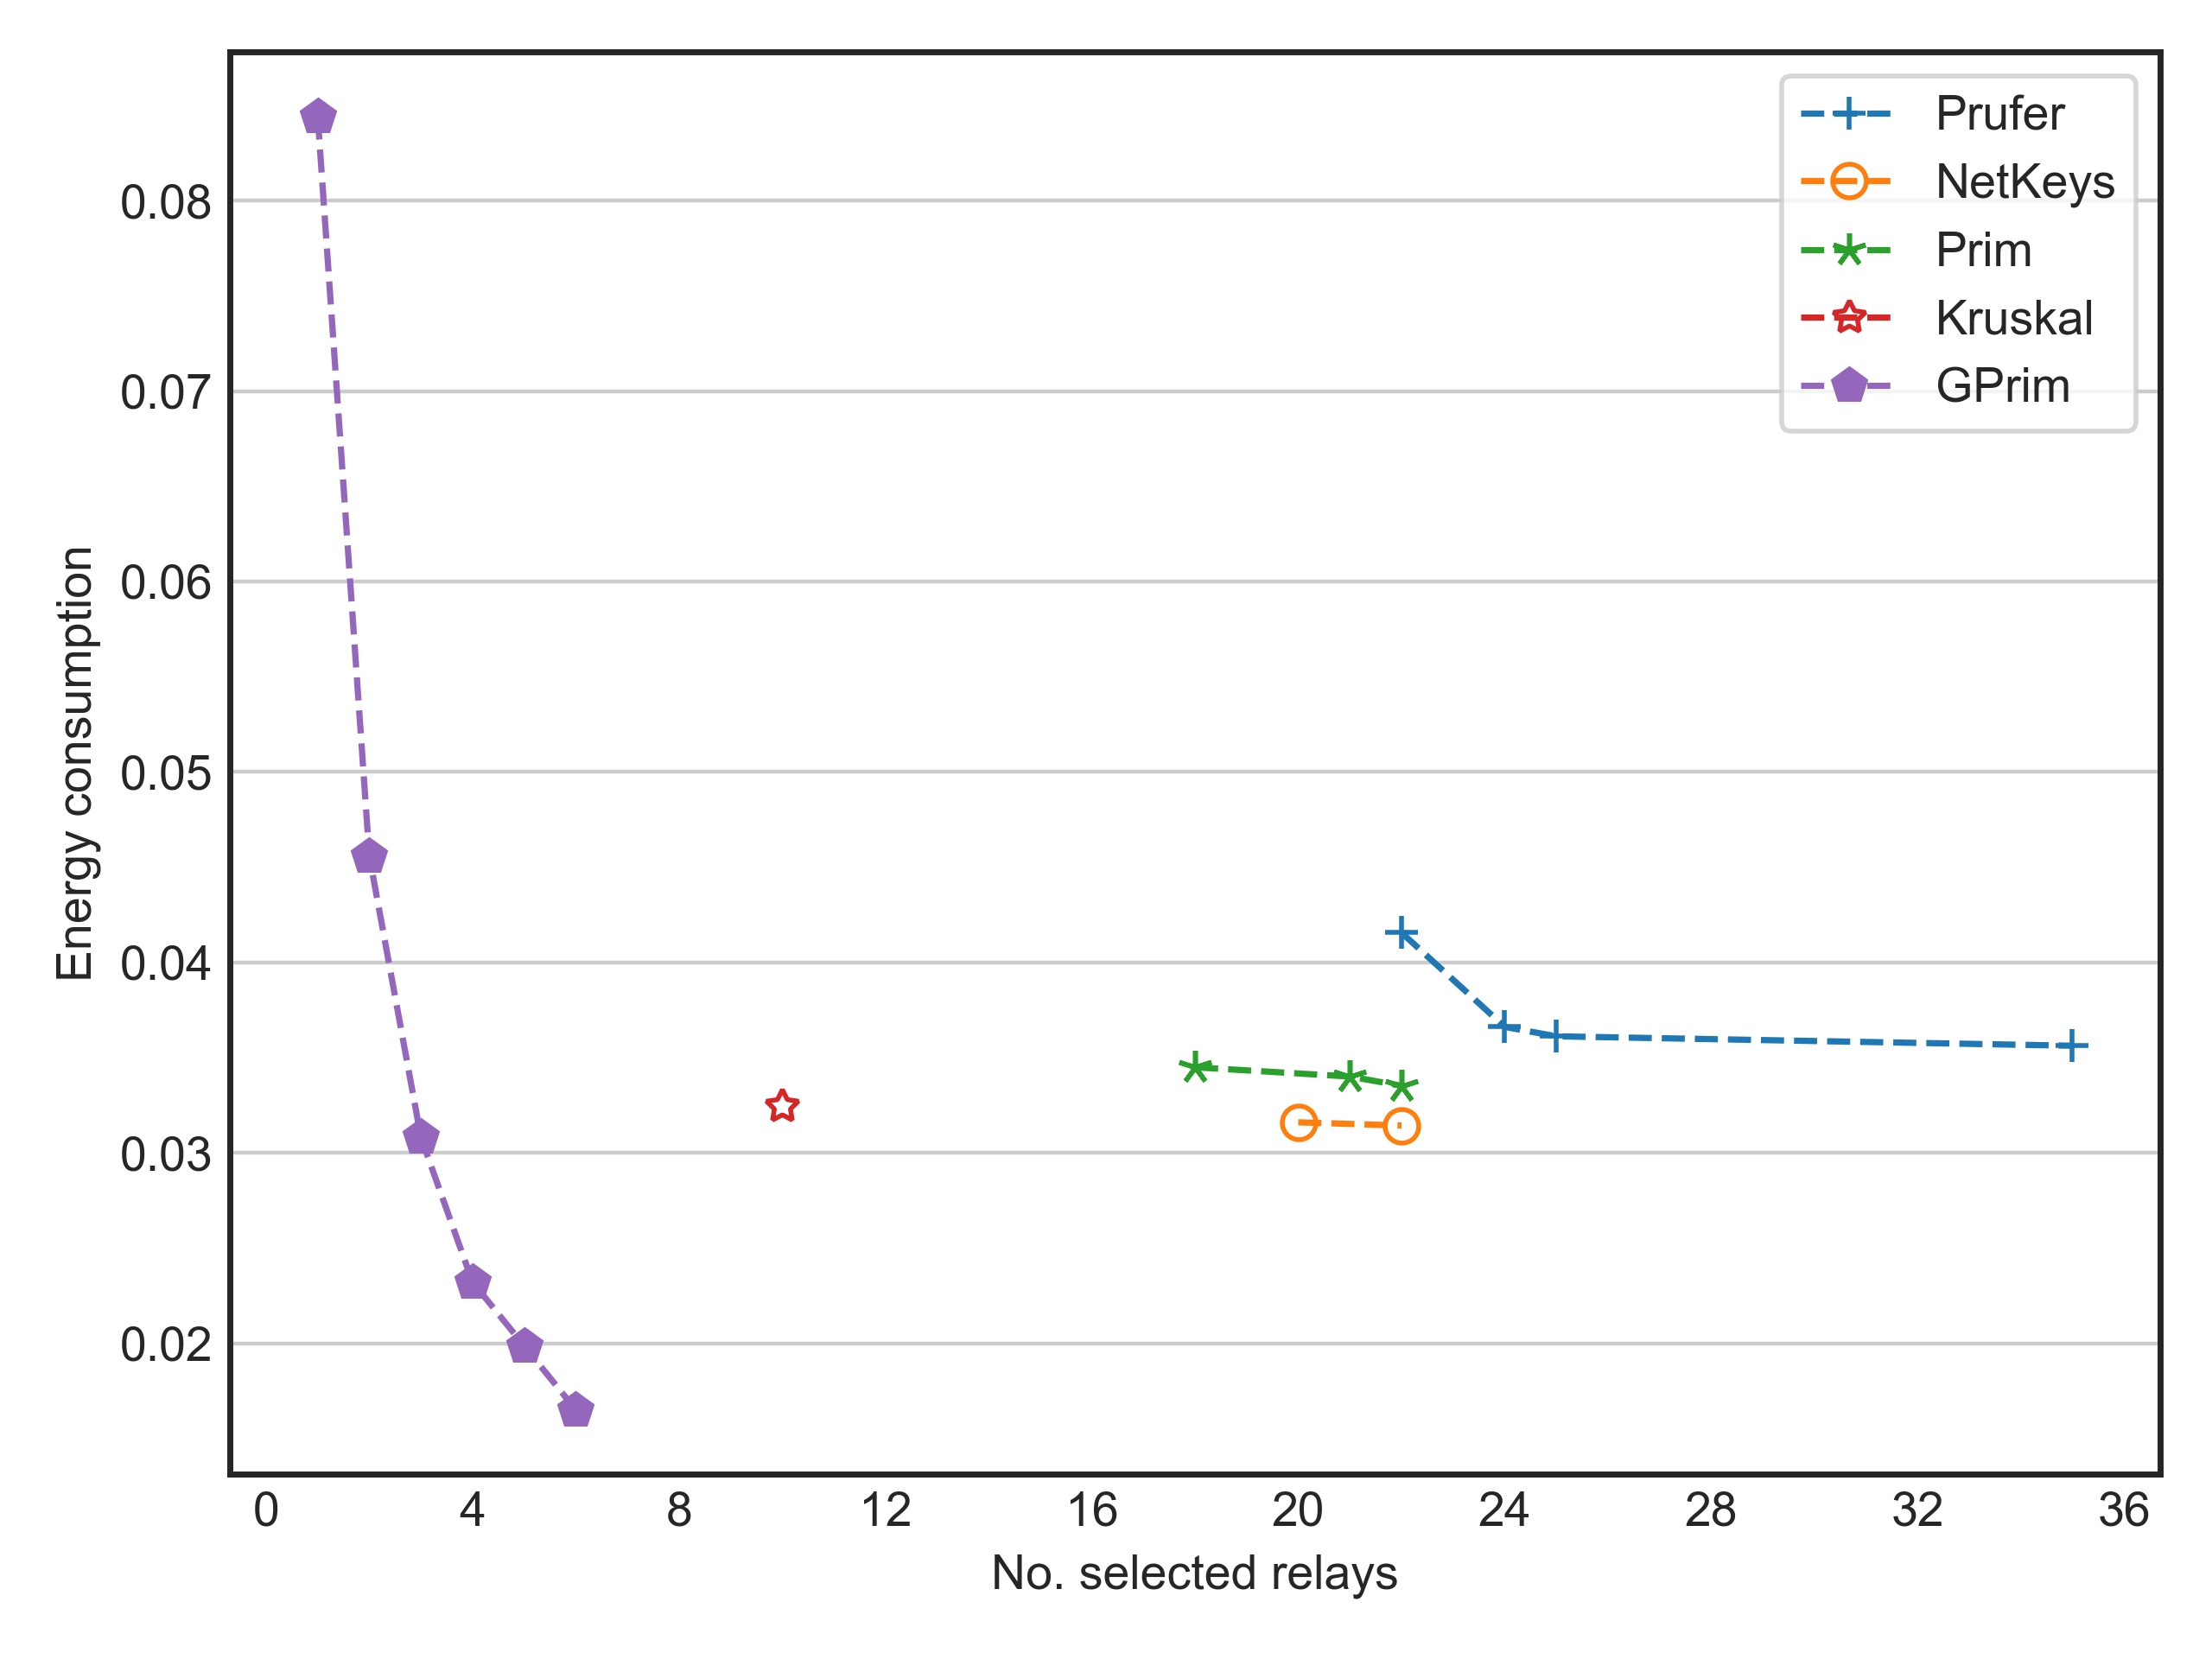 Prufer
NetKeys
Prim
Kruskal
GPrim
Energy consumption
0.08
0.07
0.06
0.05
0.04
0.03
0.02
0 4 8 12 16 20 24 28 32 36
No. selected relays